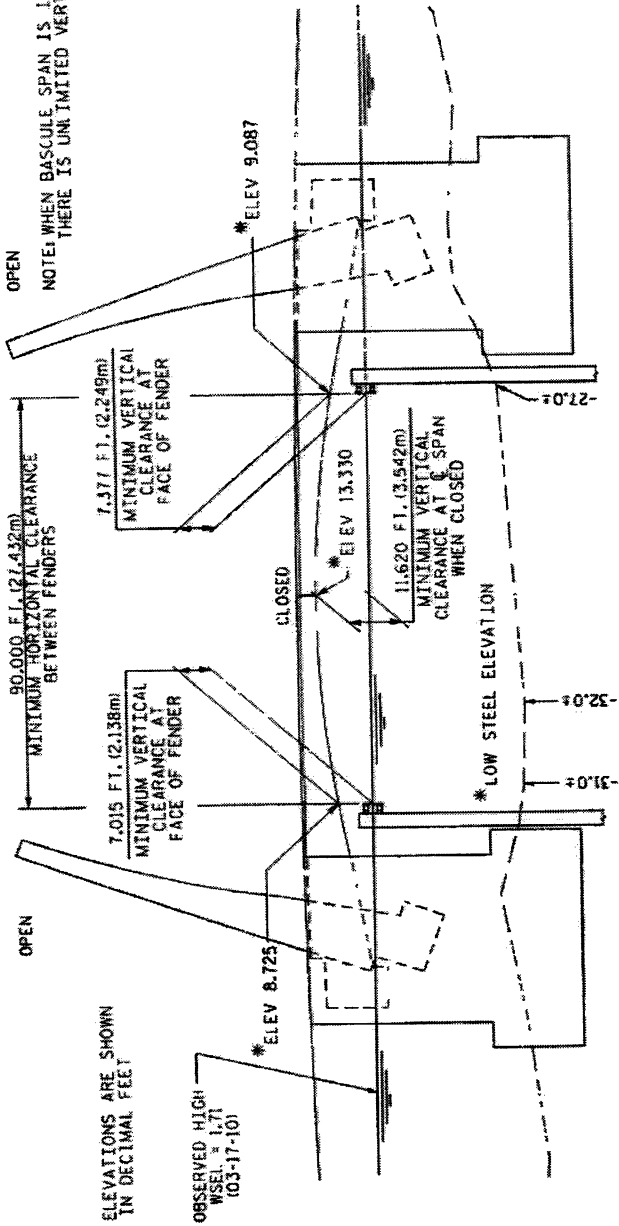 OPEN
NOTE: WHEN BASCULE SPAN IS
THERE IS UNLIMITED
90.000 FT. (27.432m)
MINIMUM HORIZONTAL CLEARANCE
BETWEEN FENDERS
7.377 FT. (2.249m)
MINIMUM VERTICAL
CLEARANCE AT
FACE OF FENDER
*ELEV 9.087
CLOSED
*ELEV 13.330
11.620 FT. (3.542m)
MINIMUM VERTICAL
CLEARANCE AT ℄ SPAN
WHEN CLOSED
-27.0±
7.015 FT. (2.138m)
MINIMUM VERTICAL
CLEARANCE AT
FACE OF FENDER
*LOW STEEL ELEVATION
-32.0±
-31.0±
OPEN
*ELEV 8.725
ELEVATIONS ARE SHOWN
IN DECIMAL FEET
OBSERVED HIGH
WSEL = 1.71
(03-17-10)